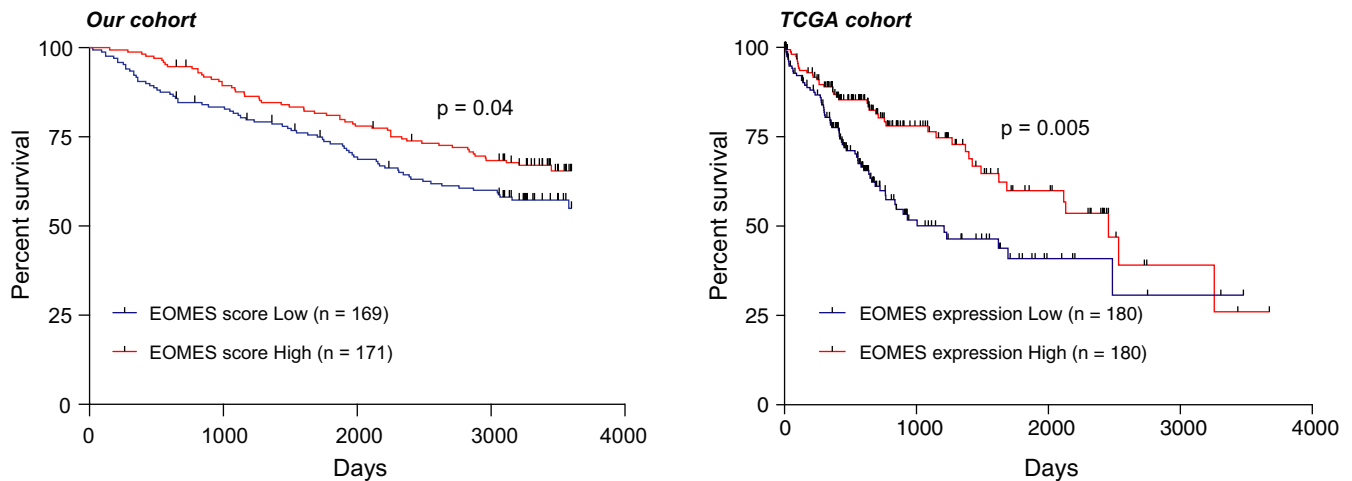 Our cohort
Percent survival
100
75
50
25
0
p = 0.04
EOMES score Low (n = 169)
EOMES score High (n = 171)
0 1000 2000 3000 4000
Days
TCGA cohort
Percent survival
100
75
50
25
0
p = 0.005
EOMES expression Low (n = 180)
EOMES expression High (n = 180)
0 1000 2000 3000 4000
Days